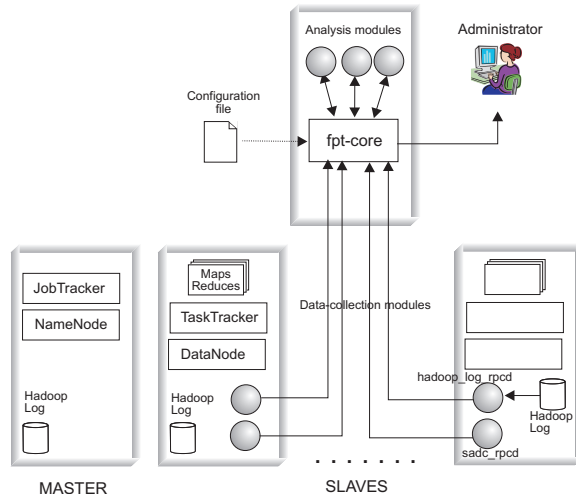 Analysis modules
Administrator
Configuration
file
fpt-core
Maps
Reduces
JobTracker
Data-collection modules
NameNode
TaskTracker
DataNode
hadoop_log_rpcd
Hadoop
Log
Hadoop
Log
Hadoop
Log
sadc_rpcd
. . . . . . .
MASTER
SLAVES